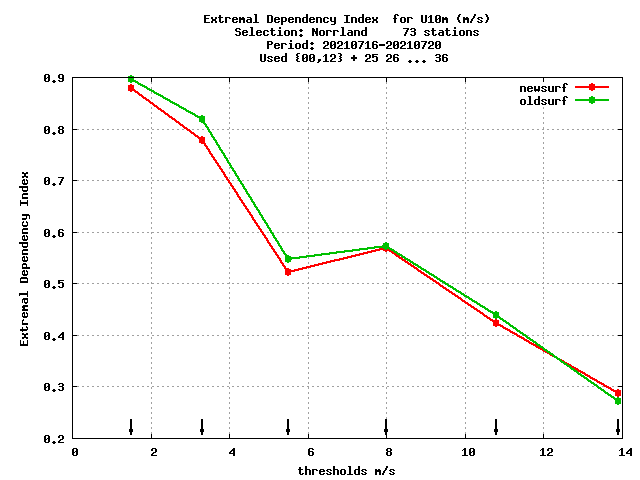 Extremal Dependency Index  for U10m (m/s)
Selection: Norrland     73 stations
Period: 20210716-20210720
Used {00,12} + 25 26 ... 36
newsurf
oldsurf
Extremal Dependency Index
0.9
0.8
0.7
0.6
0.5
0.4
0.3
0.2
0 2 4 6 8 10 12 14
thresholds m/s